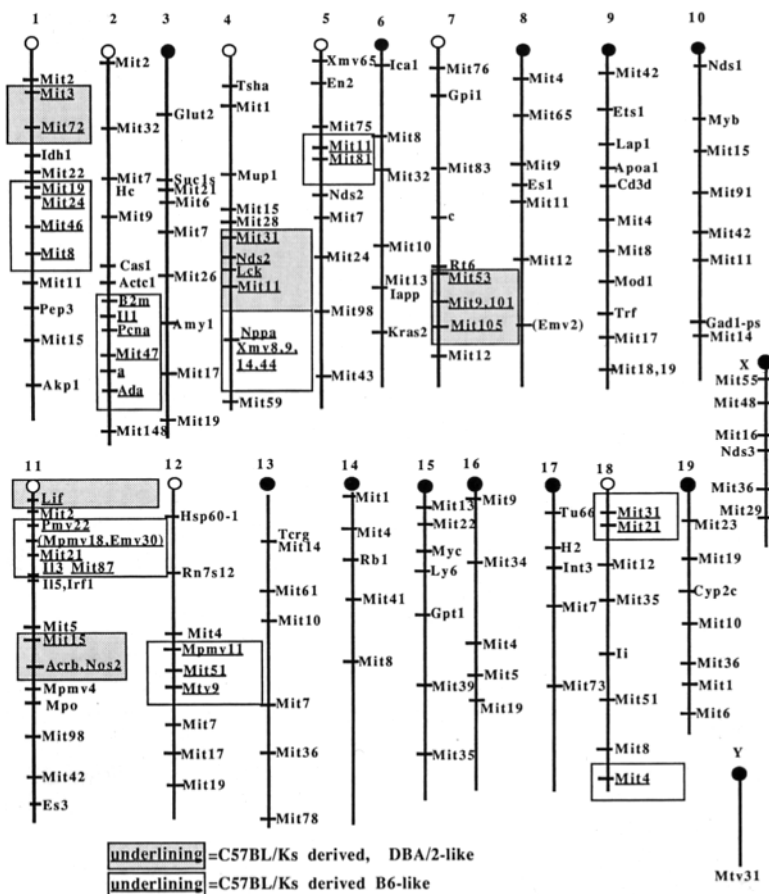 1
2
3
4
5
6
7
8
9
10
Mit2
Mit3
Mit72
Idh1
Mit22
Mit19
Mit24
Mit46
Mit8
Mit11
Pep3
Mit15
Akp1
Mit2
Mit32
Mit7
Hc
Mit9
Cas1
Actc1
B2m
Il1
Pcna
Mit47
a
Ada
Mit148
Glut2
Suc1s
Mit21
Mit6
Mit7
Mit26
Amy1
Mit17
Mit19
Tsha
Mit1
Mup1
Mit15
Mit28
Mit31
Nds2
Lck
Mit11
Nppa
Xmv8,9,
14,44
Mit59
Xmv65
En2
Mit75
Mit11
Mit81
Nds2
Mit7
Mit24
Mit98
Mit43
Ica1
Mit8
Mit32
Mit10
Mit13
Iapp
Kras2
Mit76
Gpi1
Mit83
c
Rt6
Mit53
Mit9,101
Mit105
Mit12
Mit4
Mit65
Mit9
Es1
Mit11
Mit12
(Emv2)
Mit42
Ets1
Lap1
Apoa1
Cd3d
Mit4
Mit8
Mod1
Trf
Mit17
Mit18,19
Nds1
Myb
Mit15
Mit91
Mit42
Mit11
Gad1-ps
Mit14
X
Mit55
Mit48
Mit16
Nds3
Mit36
Mit29
11
12
13
14
15
16
17
18
19
Lif
Mit2
Pmv22
(Mpmv18,Emv30)
Mit21
Il3 Mit87
Il5,Irf1
Mit5
Mit15
Acrb,Nos2
Mpmv4
Mpo
Mit98
Mit42
Es3
Hsp60-1
Rn7s12
Mit4
Mpmv11
Mit51
Mtv9
Mit7
Mit17
Mit19
Tcrg
Mit14
Mit61
Mit10
Mit7
Mit36
Mit78
Mit1
Mit4
Rb1
Mit41
Mit8
Mit13
Mit22
Myc
Ly6
Gpt1
Mit39
Mit35
Mit9
Mit34
Mit4
Mit5
Mit19
Tu66
H2
Int3
Mit7
Mit73
Mit31
Mit21
Mit12
Mit35
Ii
Mit51
Mit8
Mit4
Mit23
Mit19
Cyp2c
Mit10
Mit36
Mit1
Mit6
Y
Mtv31
underlining =C57BL/Ks derived, DBA/2-like
underlining =C57BL/Ks derived B6-like